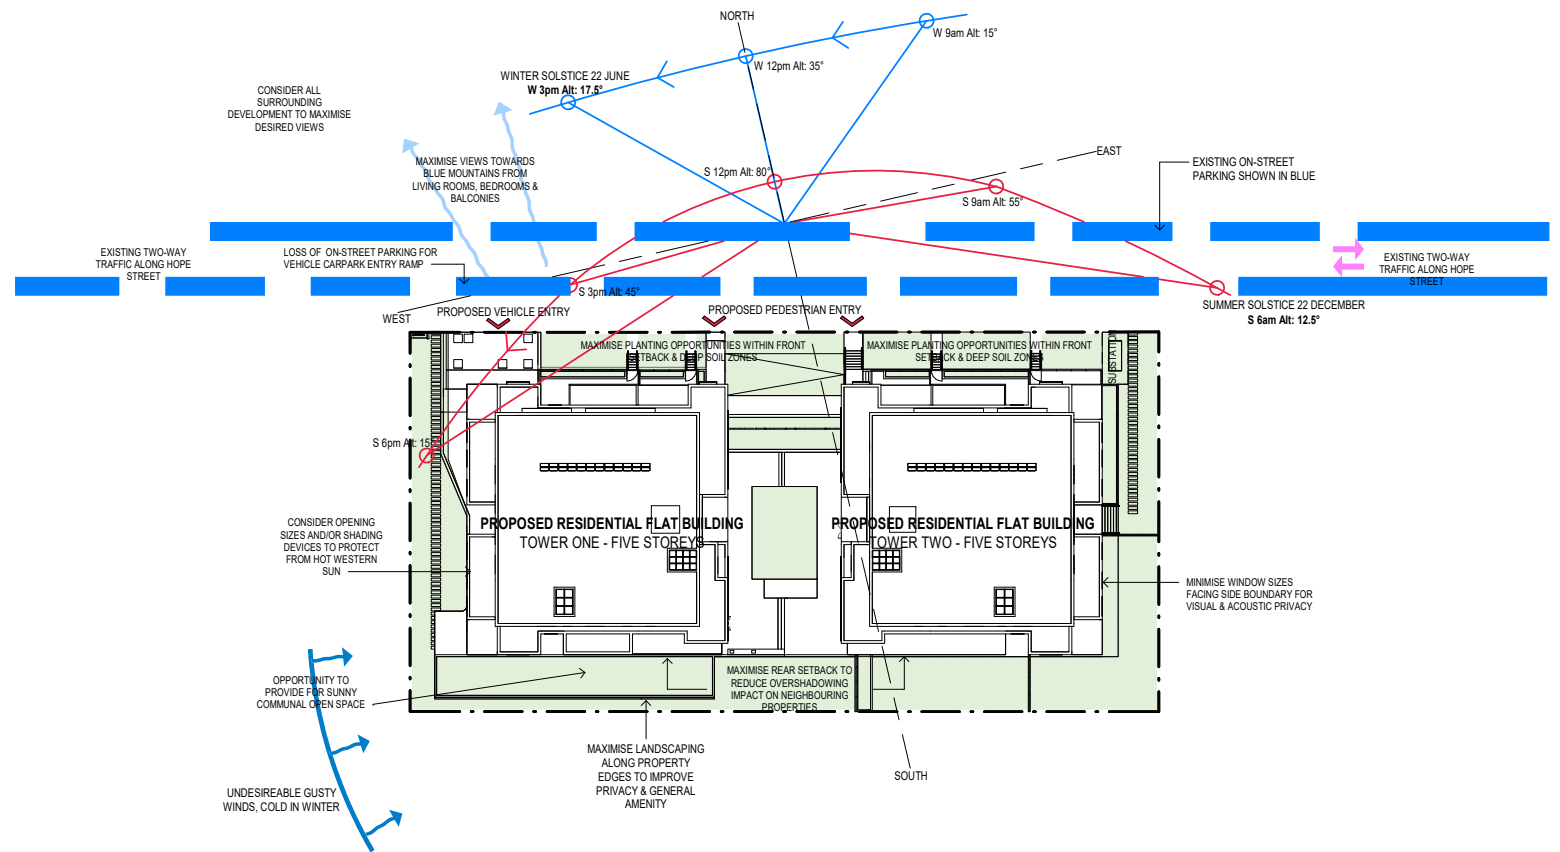 NORTH
W 9am Alt: 15°
W 12pm Alt: 35°
WINTER SOLSTICE 22 JUNE
W 3pm Alt: 17.5°
CONSIDER ALL
SURROUNDING
DEVELOPMENT TO MAXIMISE
DESIRED VIEWS
MAXIMISE VIEWS TOWARDS
BLUE MOUNTAINS FROM
LIVING ROOMS, BEDROOMS &
BALCONIES
S 12pm Alt: 80°
EAST
EXISTING ON-STREET
PARKING SHOWN IN BLUE
S 9am Alt: 55°
EXISTING TWO-WAY
TRAFFIC ALONG HOPE
STREET
LOSS OF ON-STREET PARKING FOR
VEHICLE CARPARK ENTRY RAMP
EXISTING TWO-WAY
TRAFFIC ALONG HOPE
STREET
S 3pm Alt: 45°
SUMMER SOLSTICE 22 DECEMBER
S 6am Alt: 12.5°
WEST
PROPOSED VEHICLE ENTRY
PROPOSED PEDESTRIAN ENTRY
MAXIMISE PLANTING OPPORTUNITIES WITHIN FRONT
SETBACK & DEEP SOIL ZONES
MAXIMISE PLANTING OPPORTUNITIES WITHIN FRONT
SETBACK & DEEP SOIL ZONES
SUBSTATION
S 6pm Alt: 15°
CONSIDER OPENING
SIZES AND/OR SHADING
DEVICES TO PROTECT
FROM HOT WESTERN
SUN
PROPOSED RESIDENTIAL FLAT BUILDING
TOWER ONE - FIVE STOREYS
PROPOSED RESIDENTIAL FLAT BUILDING
TOWER TWO - FIVE STOREYS
MINIMISE WINDOW SIZES
FACING SIDE BOUNDARY FOR
VISUAL & ACOUSTIC PRIVACY
OPPORTUNITY TO
PROVIDE FOR SUNNY
COMMUNAL OPEN SPACE
MAXIMISE REAR SETBACK TO
REDUCE OVERSHADOWING
IMPACT ON NEIGHBOURING
PROPERTIES
MAXIMISE LANDSCAPING
ALONG PROPERTY
EDGES TO IMPROVE
PRIVACY & GENERAL
AMENITY
SOUTH
UNDESIREABLE GUSTY
WINDS, COLD IN WINTER